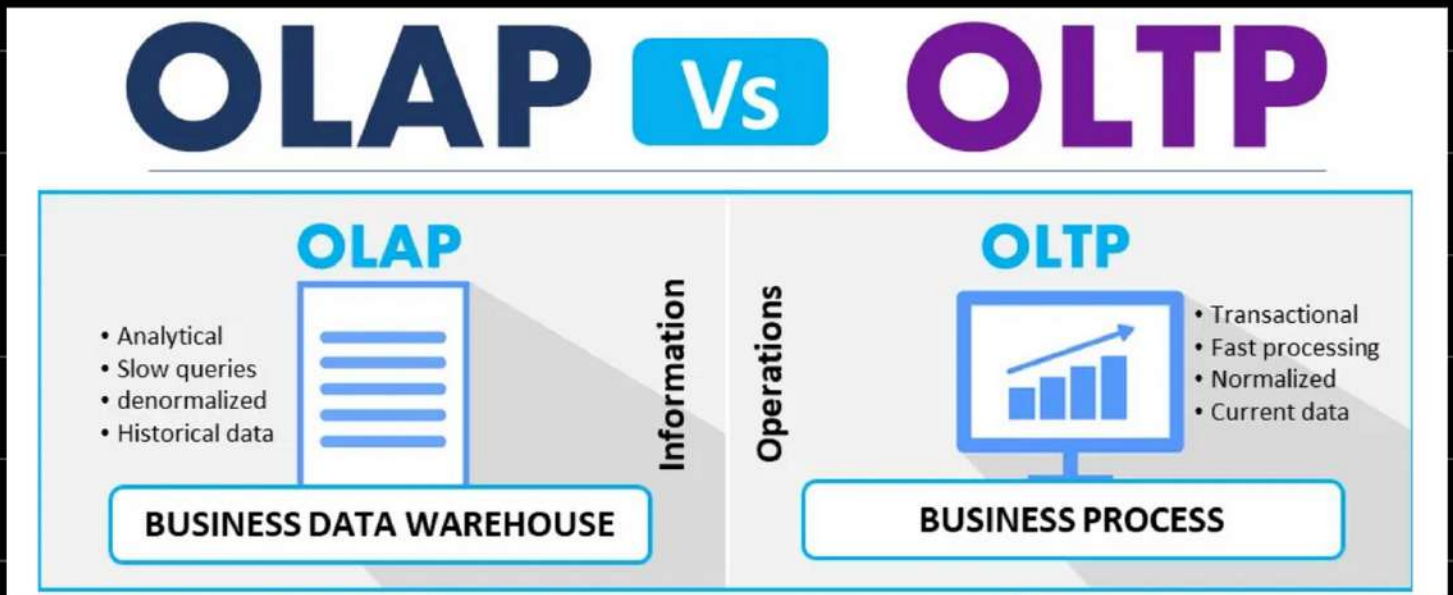 OLAP Vs OLTP
OLAP
• Analytical
• Slow queries
• denormalized
• Historical data
BUSINESS DATA WAREHOUSE
Information
Operations
OLTP
• Transactional
• Fast processing
• Normalized
• Current data
BUSINESS PROCESS